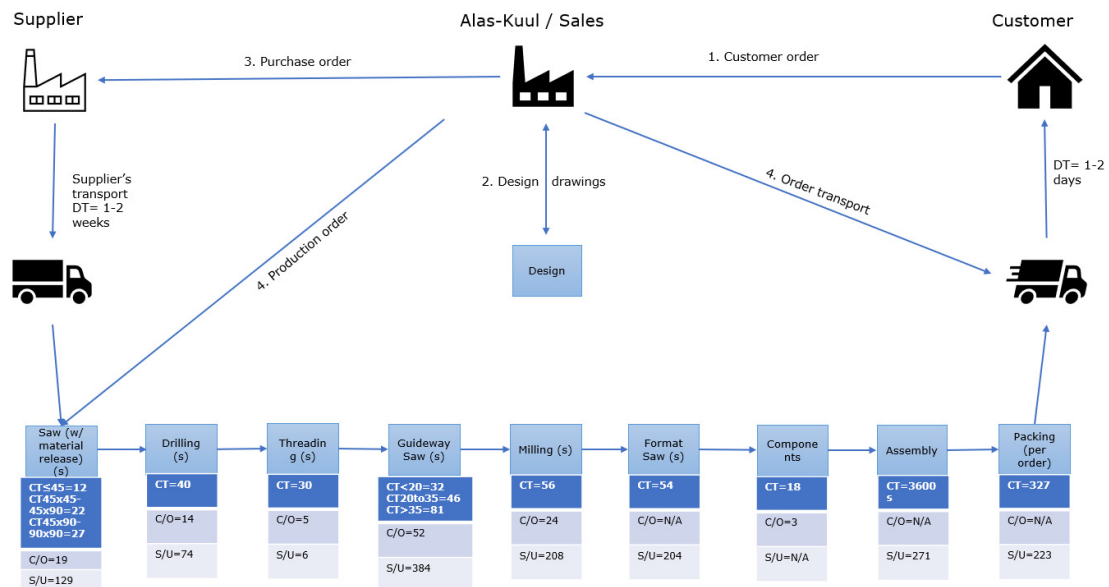 Supplier
Alas-Kuul / Sales
Customer
3. Purchase order
1. Customer order
Supplier's
transport
DT= 1-2
weeks
4. Production order
2. Design drawings
4. Order transport
DT= 1-2
days
Design
Saw (w/
material
release)
(s)
CT≤45=12
CT45x45-
45x90=22
CT45x90-
90x90=27
C/O=19
S/U=129
Drilling
(s)
CT=40
C/O=14
S/U=74
Threadin
g (s)
CT=30
C/O=5
S/U=6
Guideway
Saw (s)
CT<20=32
CT20to35=46
CT>35=81
C/O=52
S/U=384
Milling (s)
CT=56
C/O=24
S/U=208
Format
Saw (s)
CT=54
C/O=N/A
S/U=204
Compone
nts
CT=18
C/O=3
S/U=N/A
Assembly
CT=3600
s
C/O=N/A
S/U=271
Packing
(per
order)
CT=327
C/O=N/A
S/U=223